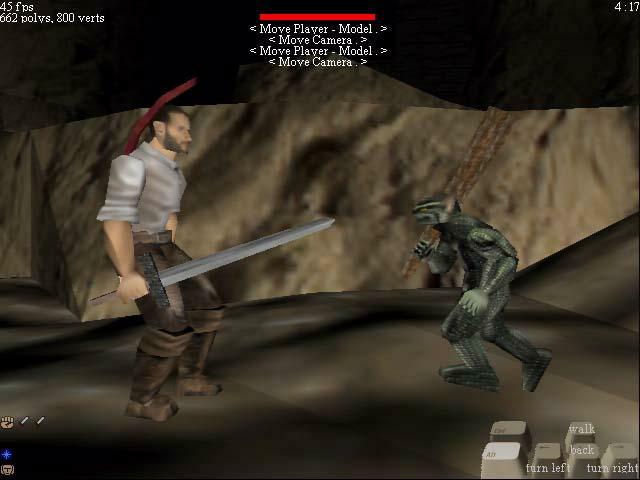 45 fps
4:17
662 polys, 800 verts
< Move Player - Model . >
< Move Camera . >
< Move Player - Model . >
< Move Camera . >
Ctrl
walk
Alt
back
turn left
turn right